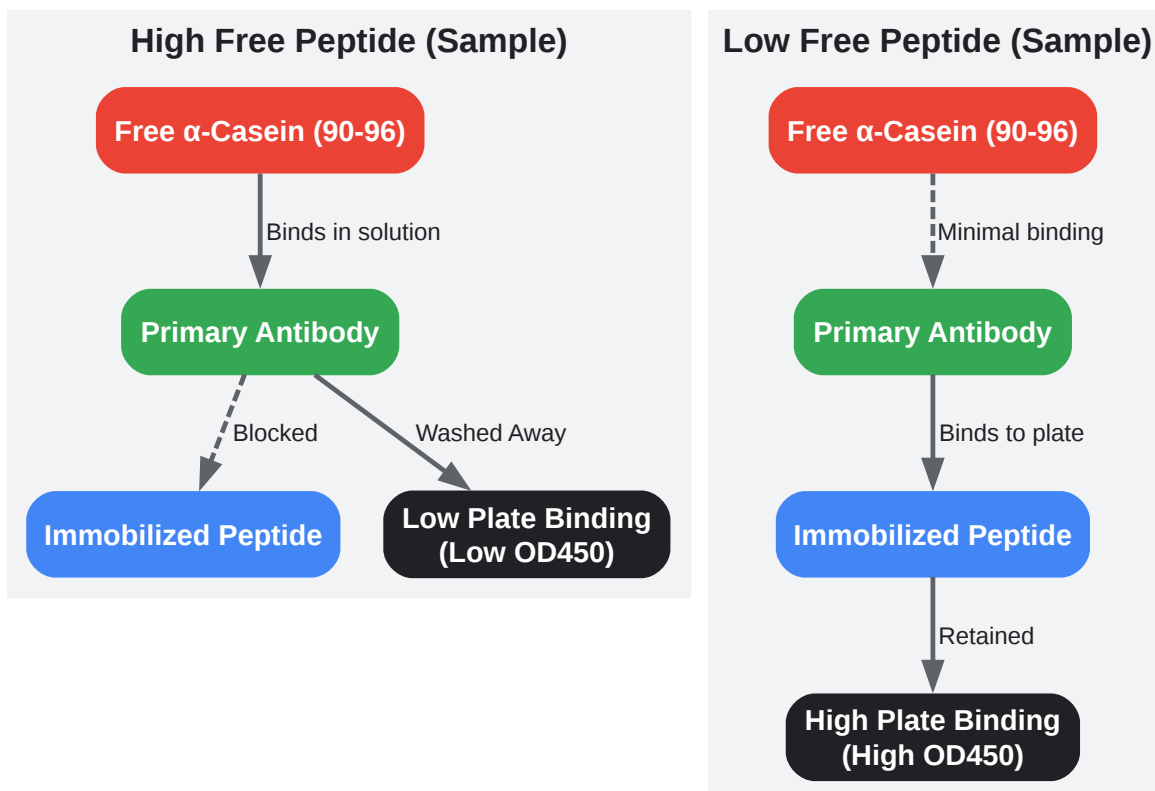 High Free Peptide (Sample)
Free α-Casein (90-96)
Binds in solution
Primary Antibody
Blocked
Washed Away
Immobilized Peptide
Low Plate Binding
(Low OD450)
Low Free Peptide (Sample)
Free α-Casein (90-96)
Minimal binding
Primary Antibody
Binds to plate
Immobilized Peptide
Retained
High Plate Binding
(High OD450)